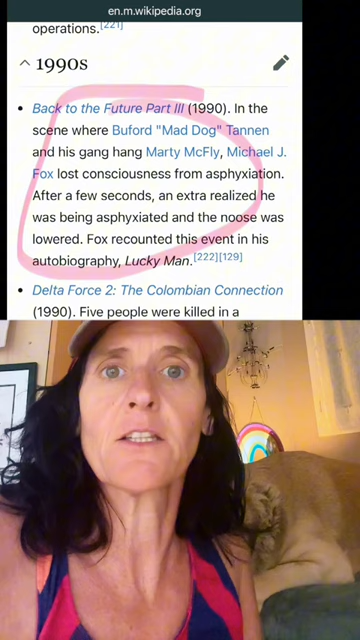 en.m.wikipedia.org
operations.[221]
1990s
• Back to the Future Part III (1990). In the
scene where Buford "Mad Dog" Tannen
and his gang hang Marty McFly, Michael J.
Fox lost consciousness from asphyxiation.
After a few seconds, an extra realized he
was being asphyxiated and the noose was
lowered. Fox recounted this event in his
autobiography, Lucky Man.[222][129]
• Delta Force 2: The Colombian Connection
(1990). Five people were killed in a